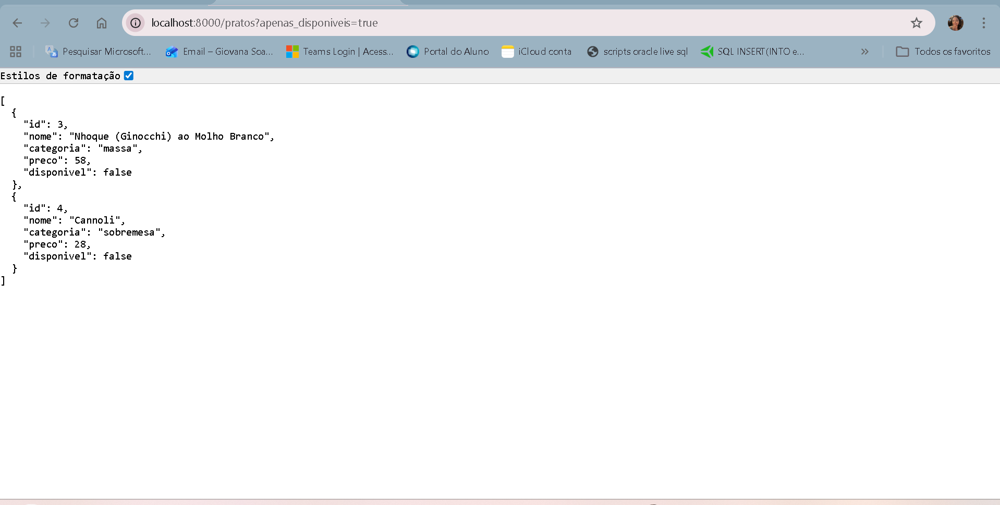 localhost:8000/pratos?apenas_disponiveis=true
Pesquisar Microsoft... Email – Giovana Soa... Teams Login | Acess... Portal do Aluno iCloud conta scripts oracle live sql SQL INSERT(INTO e... » Todos os favoritos
Estilos de formatação
[
  {
    "id": 3,
    "nome": "Nhoque (Ginocchi) ao Molho Branco",
    "categoria": "massa",
    "preco": 58,
    "disponivel": false
  },
  {
    "id": 4,
    "nome": "Cannoli",
    "categoria": "sobremesa",
    "preco": 28,
    "disponivel": false
  }
]